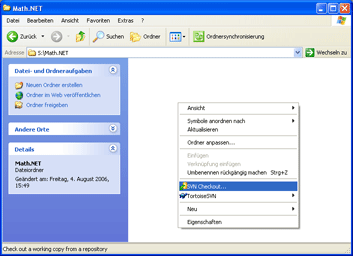 Math.NET
Datei Bearbeiten Ansicht Favoriten Extras ?
Zurück Suchen Ordner Ordnersynchronisierung
Adresse S:\Math.NET Wechseln zu
Datei- und Ordneraufgaben
Neuen Ordner erstellen
Ordner im Web veröffentlichen
Ordner freigeben
Andere Orte
Details
Math.NET
Dateiordner
Geändert am: Freitag, 4. August 2006,
15:49
Ansicht
Symbole anordnen nach
Aktualisieren
Ordner anpassen...
Einfügen
Verknüpfung einfügen
Umbenennen rückgängig machen Strg+Z
SVN Checkout...
TortoiseSVN
Neu
Eigenschaften
Check out a working copy from a repository